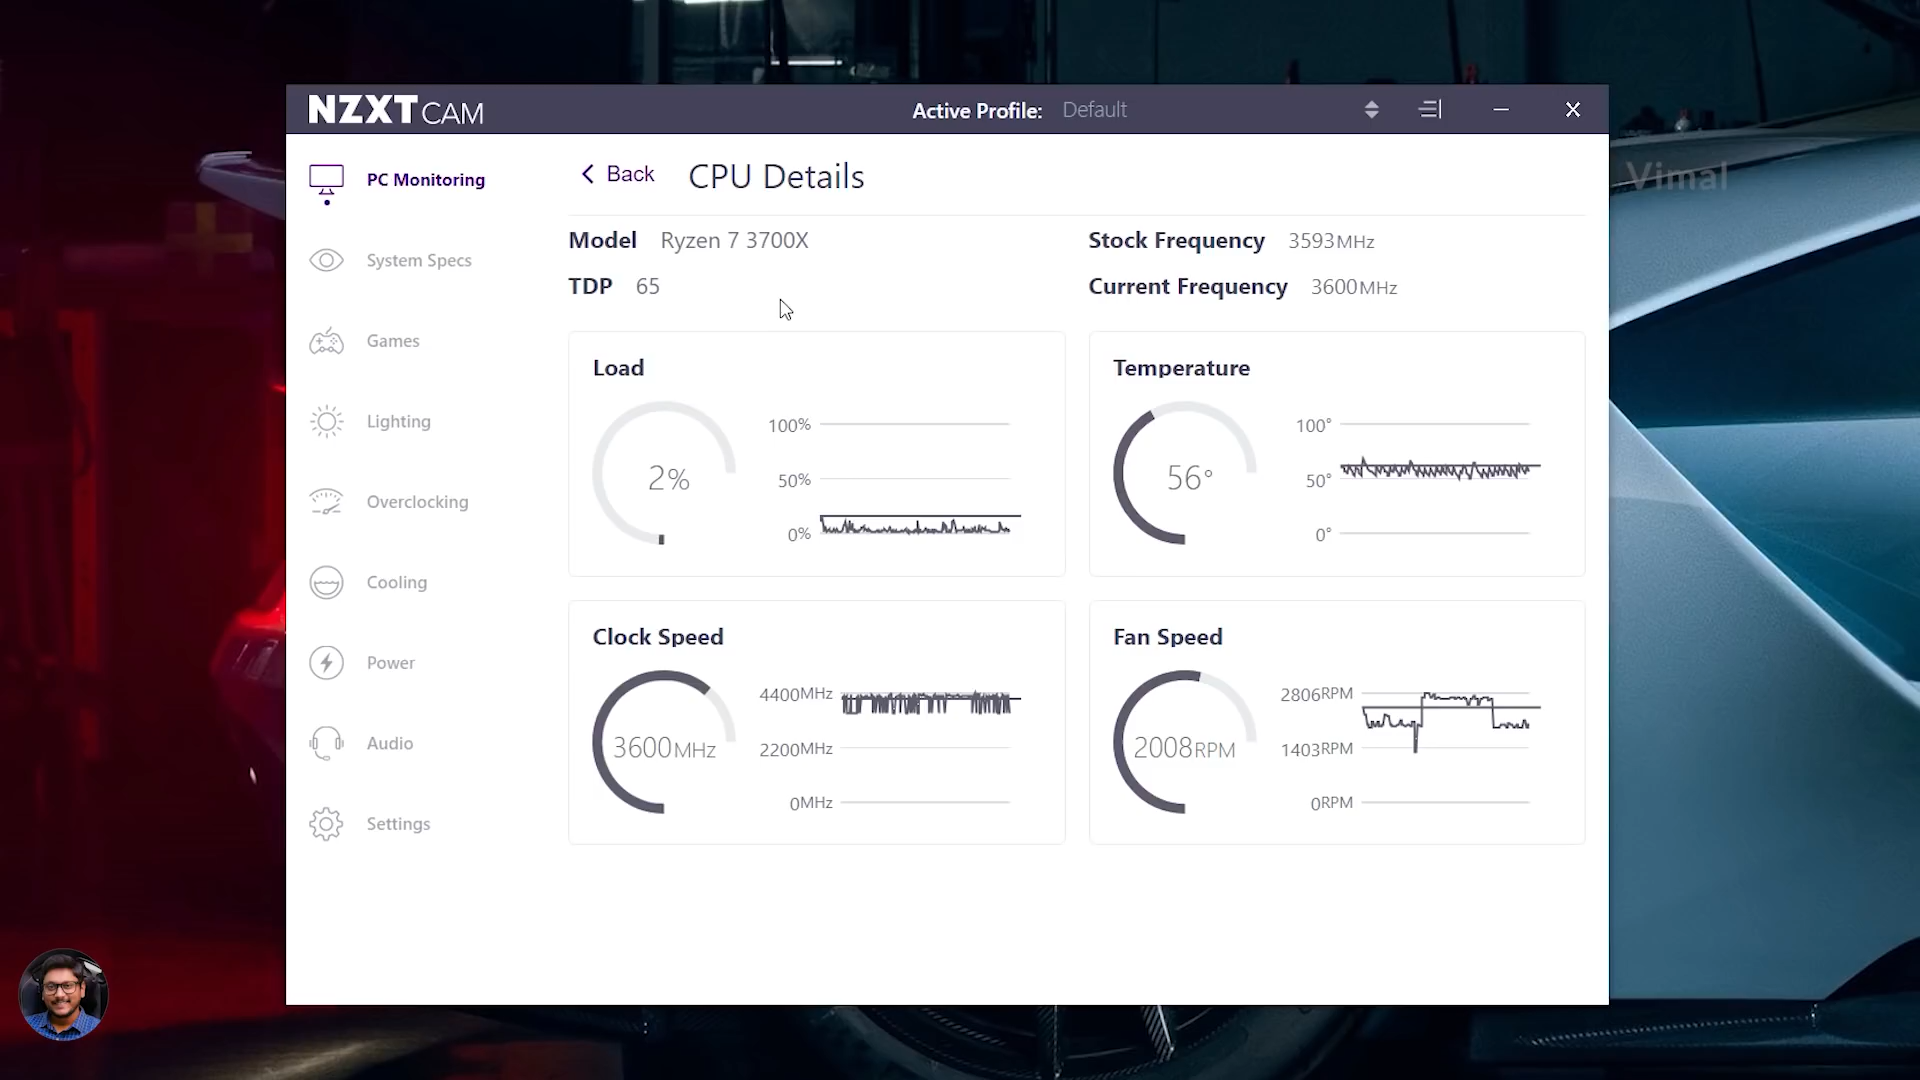 NZXT CAM
Active Profile: Default
PC Monitoring
System Specs
Games
Lighting
Overclocking
Cooling
Power
Audio
Settings
Back
CPU Details
Model Ryzen 7 3700X
TDP 65
Stock Frequency 3593MHz
Current Frequency 3600MHz
Load
2%
100%
50%
0%
Temperature
56°
100°
50°
0°
Clock Speed
3600MHz
4400MHz
2200MHz
0MHz
Fan Speed
2008RPM
2806RPM
1403RPM
0RPM
Vimal